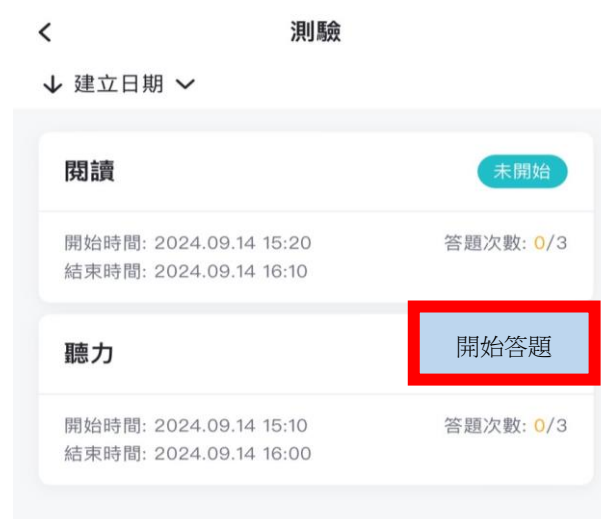 測驗
建立日期
閱讀
未開始
開始時間: 2024.09.14 15:20
答題次數: 0/3
結束時間: 2024.09.14 16:10
聽力
開始答題
開始時間: 2024.09.14 15:10
答題次數: 0/3
結束時間: 2024.09.14 16:00